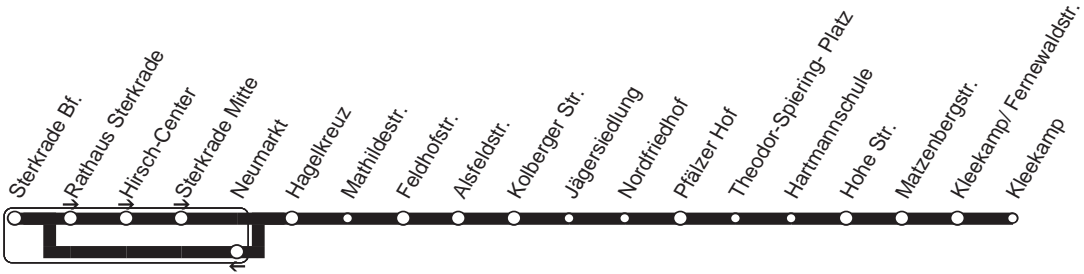 Sterkrade Bf.
Rathaus Sterkrade
Hirsch-Center
Sterkrade Mitte
Neumarkt
Hagelkreuz
Mathildestr.
Feldhofstr.
Alsfeldstr.
Kolberger Str.
Jägersiedlung
Nordfriedhof
Pfälzer Hof
Theodor-Spiering- Platz
Hartmannschule
Hohe Str.
Matzenbergstr.
Kleekamp/ Fernewaldstr.
Kleekamp